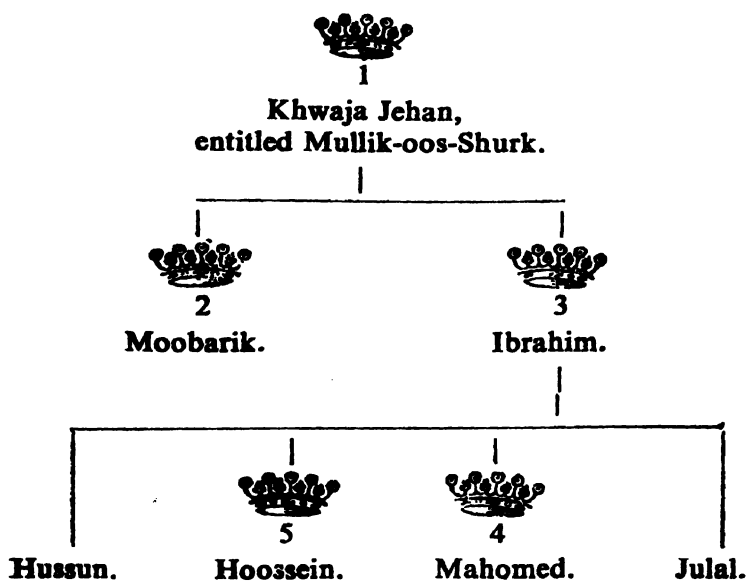 1
Khwaja Jehan,
entitled Mullik-oos-Shurk.
2 3
Moobarik. Ibrahim.
5 4
Hussun. Hoossein. Mahomed. Julal.